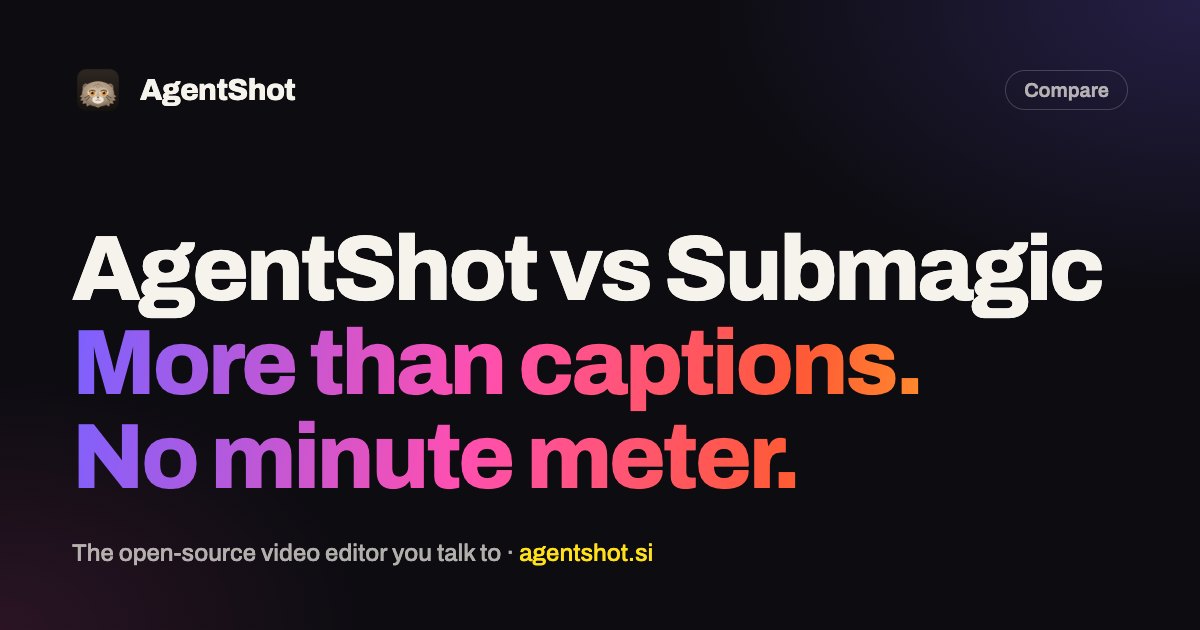 AgentShot
Compare
AgentShot vs Submagic
More than captions.
No minute meter.
The open-source video editor you talk to · agentshot.si